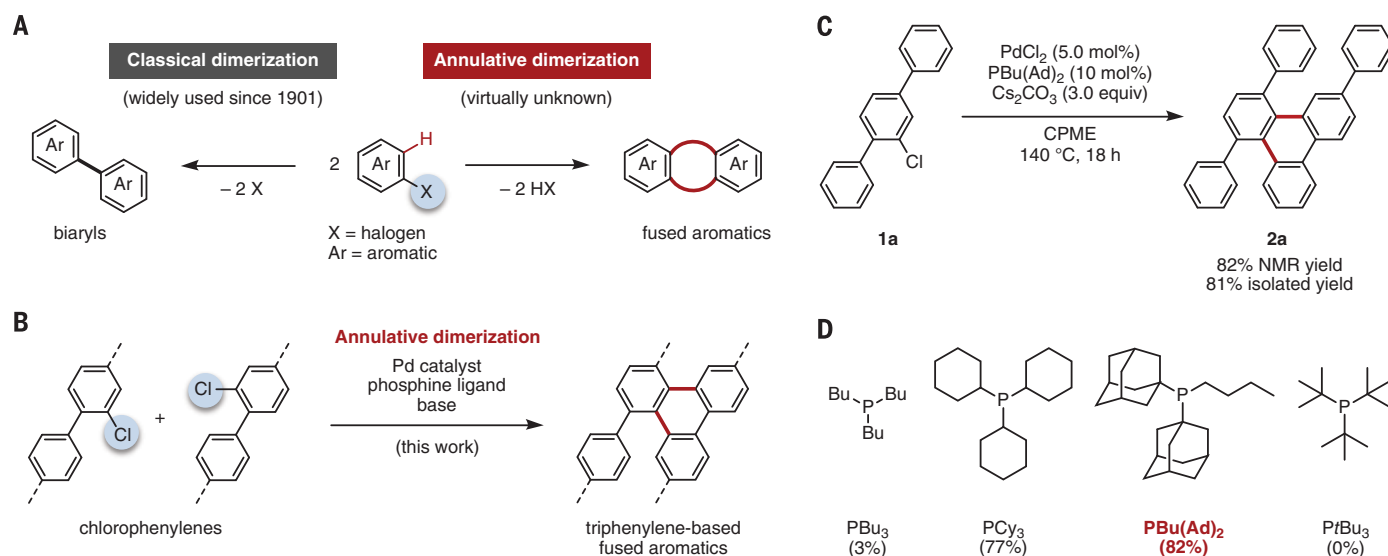 A
Classical dimerization
(widely used since 1901)
Annulative dimerization
(virtually unknown)
Ar
Ar
biaryls
– 2 X
2
Ar
H
X
X = halogen
Ar = aromatic
– 2 HX
Ar
Ar
fused aromatics
B
Cl
+
Cl
chlorophenylenes
Annulative dimerization
Pd catalyst
phosphine ligand
base
(this work)
triphenylene-based
fused aromatics
C
Cl
1a
PdCl2 (5.0 mol%)
PBu(Ad)2 (10 mol%)
Cs2CO3 (3.0 equiv)
CPME
140 °C, 18 h
2a
82% NMR yield
81% isolated yield
D
Bu
P
Bu
Bu
PBu3
(3%)
P
PCy3
(77%)
P
PBu(Ad)2
(82%)
P
PtBu3
(0%)